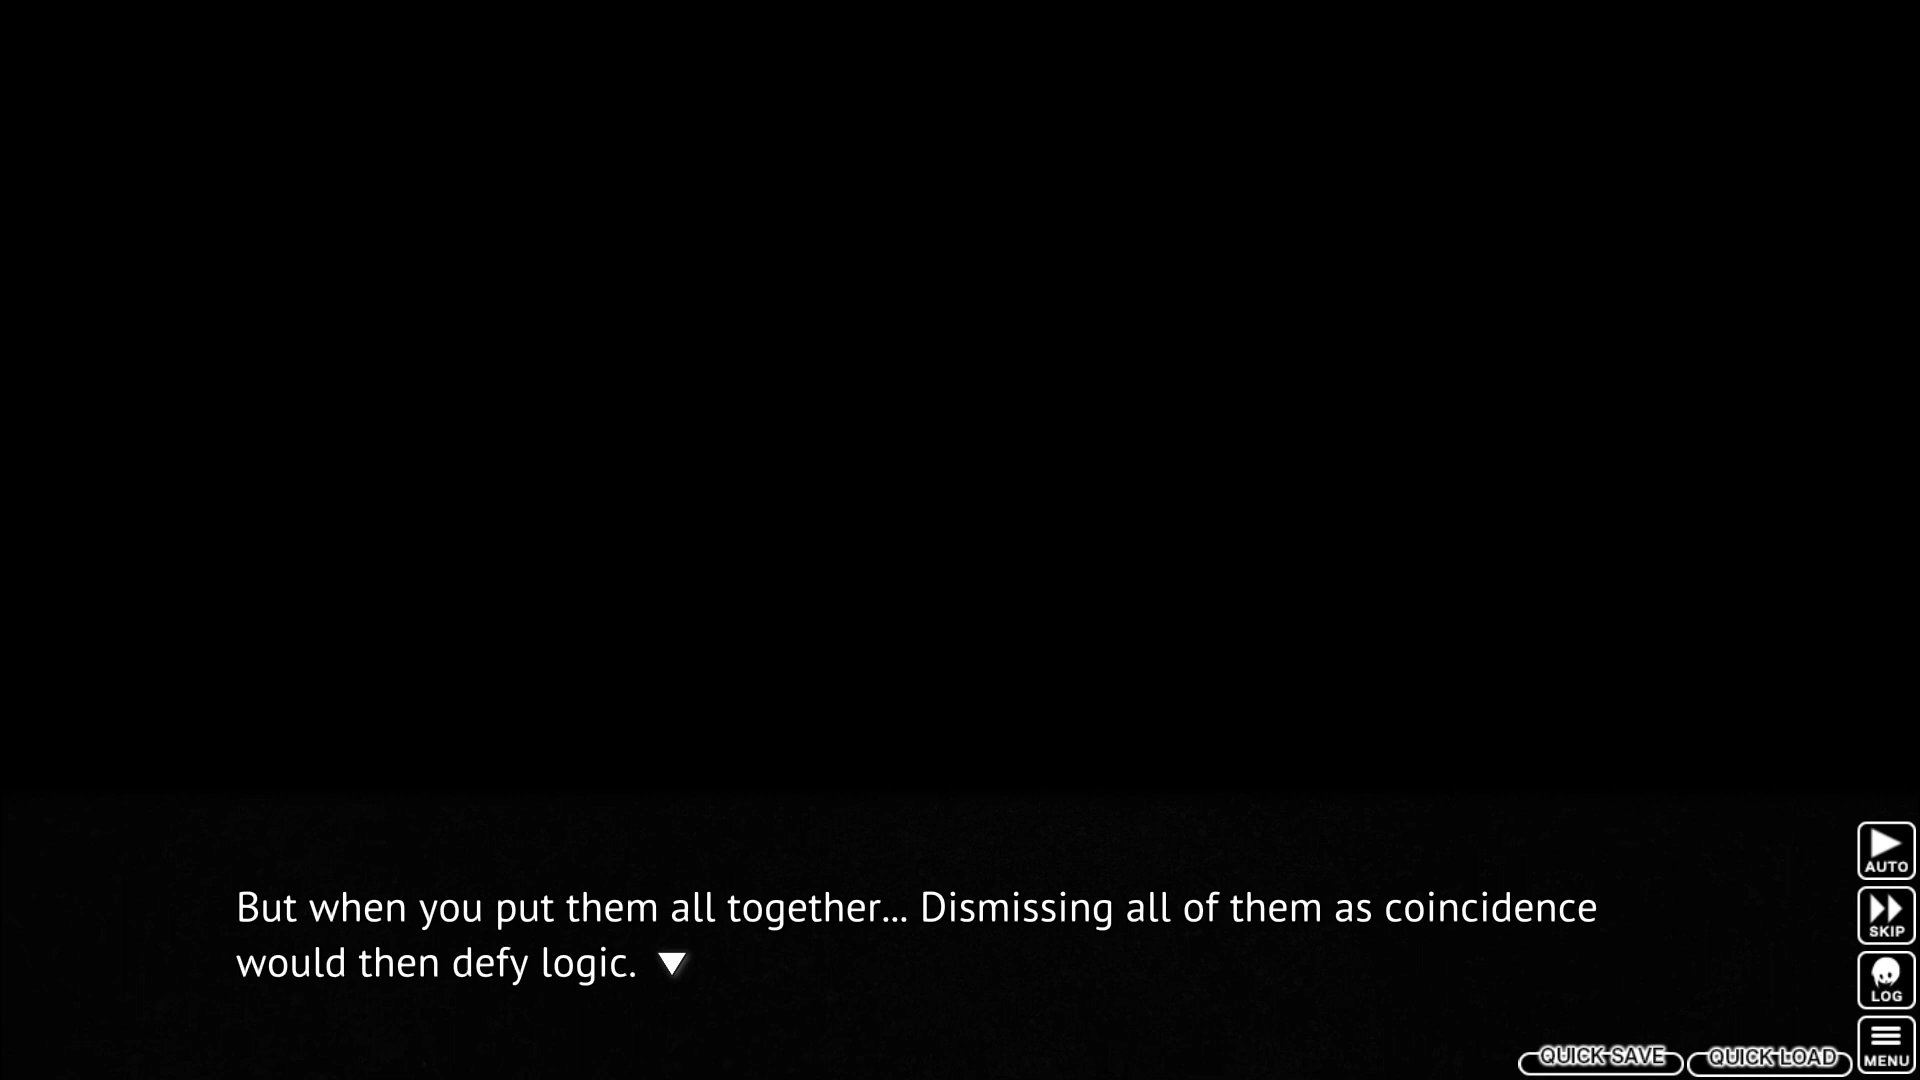 But when you put them all together... Dismissing all of them as coincidence
would then defy logic.
AUTO
SKIP
LOG
MENU
QUICK SAVE
QUICK LOAD